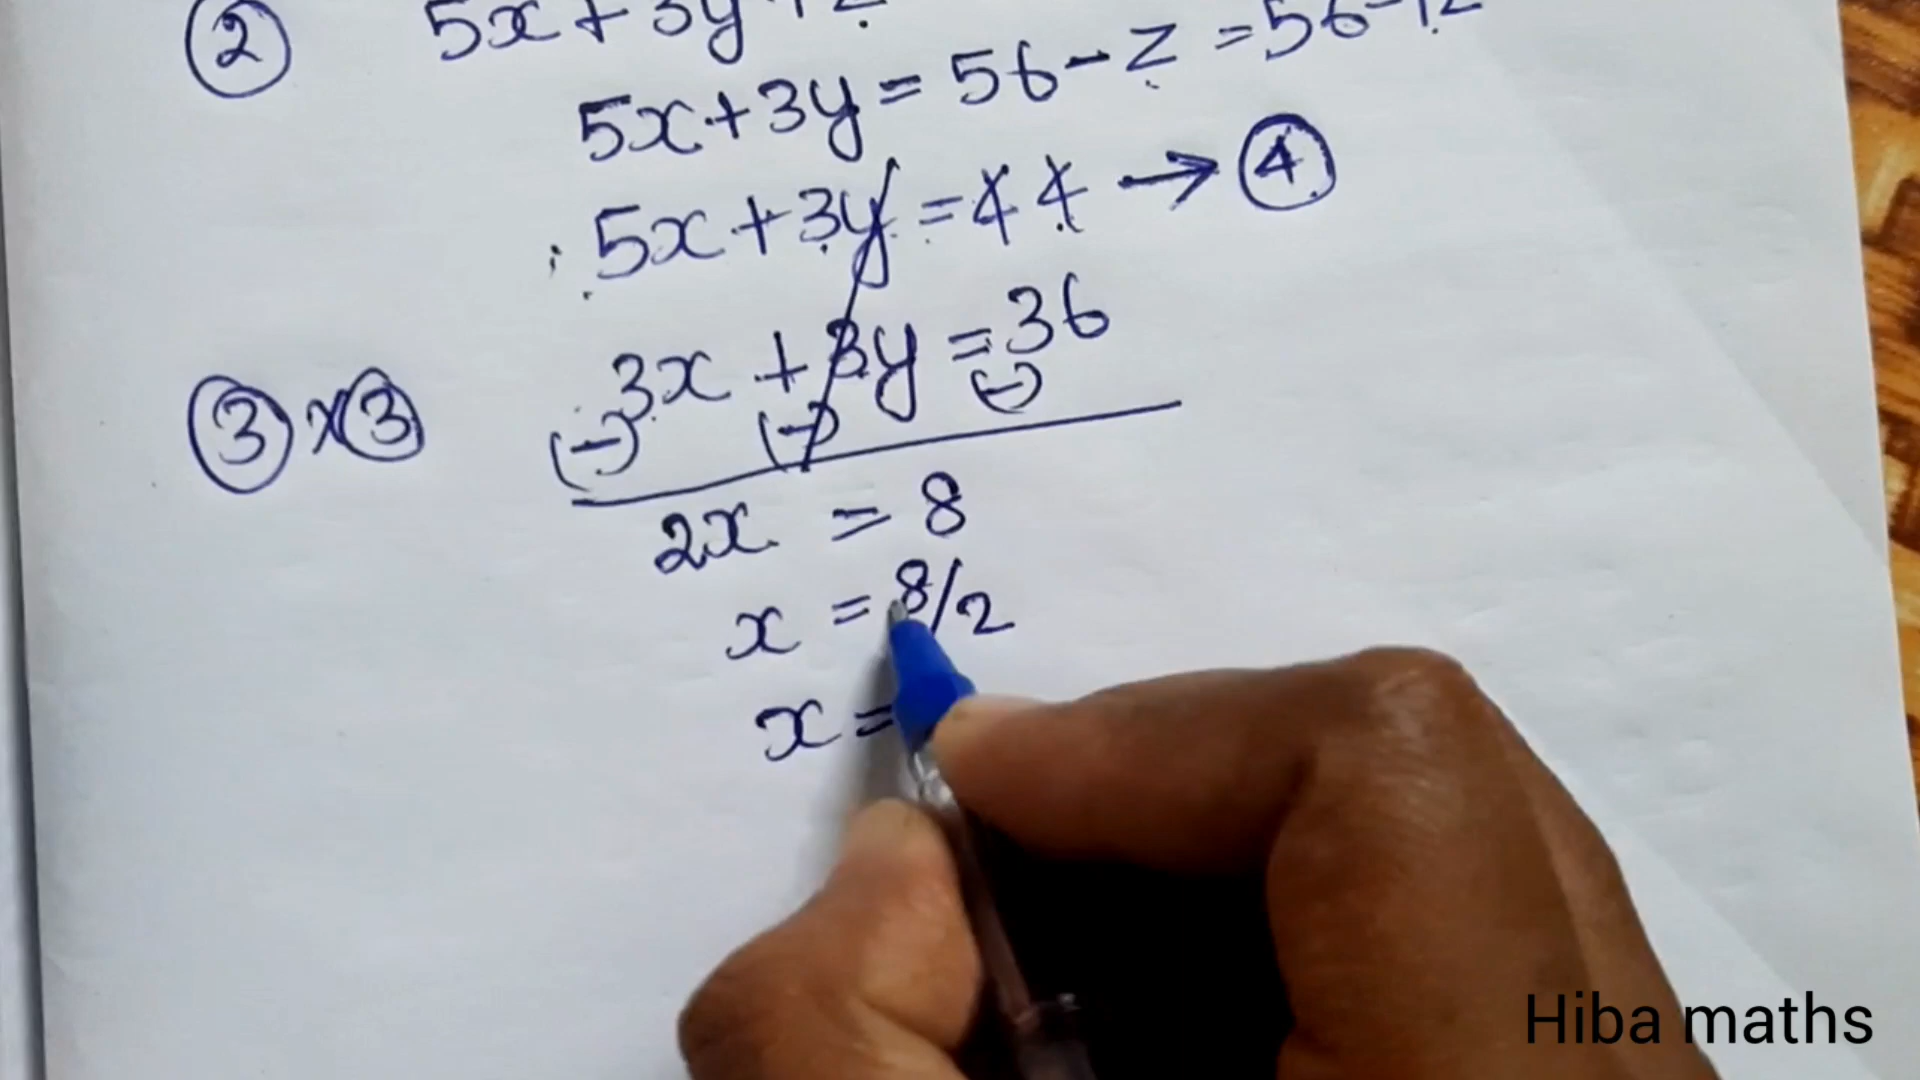 ② 5x + 3y + z
5x + 3y = 56 - z = 56 - 12
5x + 3y = 44 → ④
③ x ③ 3x + 3y = 36
(-) (-) (-)
2x = 8
x = 8/2
x =
Hiba maths